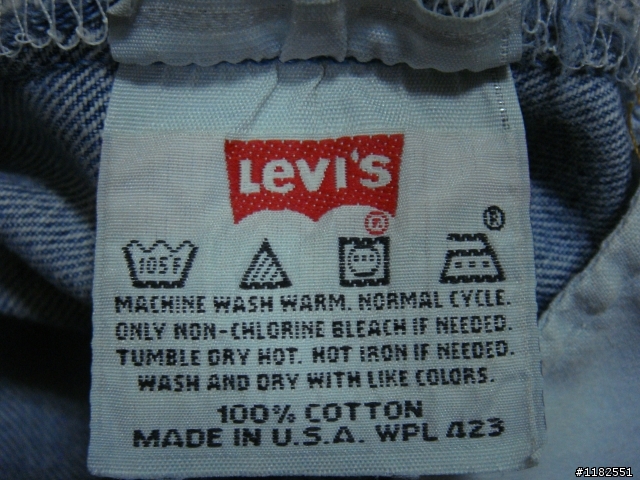 LEVI'S
®
®
105F
MACHINE WASH WARM. NORMAL CYCLE.
ONLY NON-CHLORINE BLEACH IF NEEDED.
TUMBLE DRY HOT. HOT IRON IF NEEDED.
WASH AND DRY WITH LIKE COLORS.
100% COTTON
MADE IN U.S.A. WPL 423
#1182551